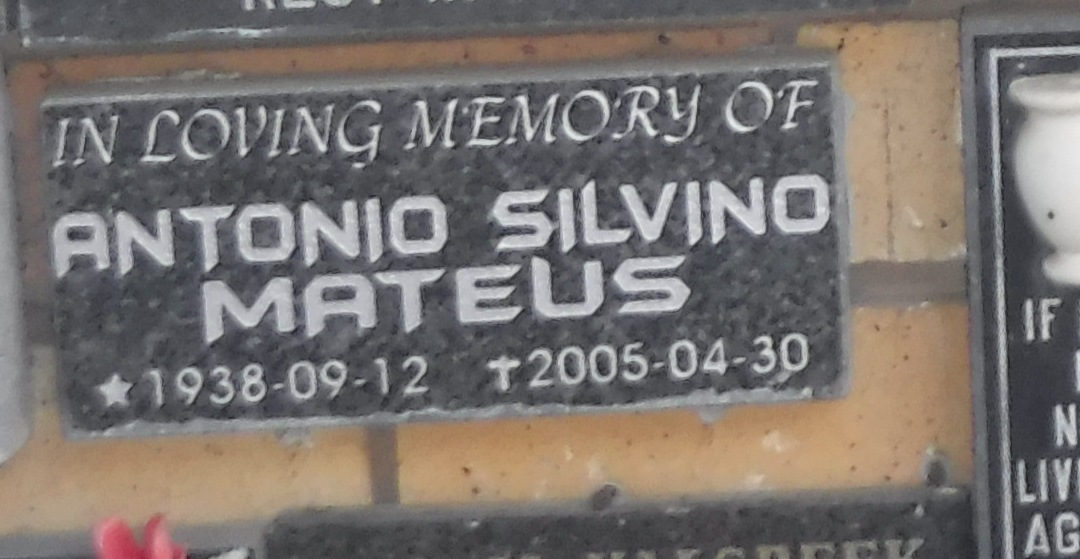 IN LOVING MEMORY OF
ANTONIO SILVINO
MATEUS
1938-09-12 2005-04-30
IF
N
LIV
AG